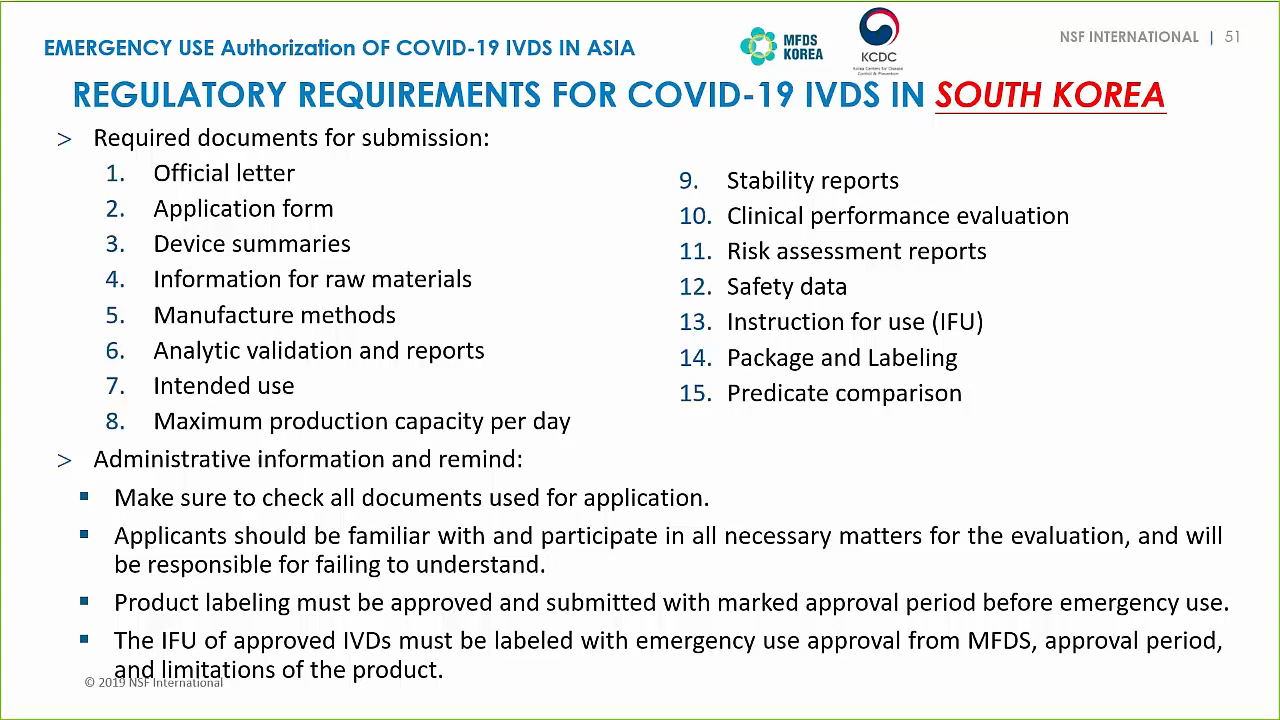 EMERGENCY USE Authorization OF COVID-19 IVDS IN ASIA
MFDS
KOREA
KCDC
Korea Centers for Disease
Control & Prevention
NSF INTERNATIONAL | 51
REGULATORY REQUIREMENTS FOR COVID-19 IVDS IN SOUTH KOREA
> Required documents for submission:
1. Official letter
2. Application form
3. Device summaries
4. Information for raw materials
5. Manufacture methods
6. Analytic validation and reports
7. Intended use
8. Maximum production capacity per day
9. Stability reports
10. Clinical performance evaluation
11. Risk assessment reports
12. Safety data
13. Instruction for use (IFU)
14. Package and Labeling
15. Predicate comparison
> Administrative information and remind:
▪ Make sure to check all documents used for application.
▪ Applicants should be familiar with and participate in all necessary matters for the evaluation, and will
be responsible for failing to understand.
▪ Product labeling must be approved and submitted with marked approval period before emergency use.
▪ The IFU of approved IVDs must be labeled with emergency use approval from MFDS, approval period,
and limitations of the product.
© 2019 NSF International